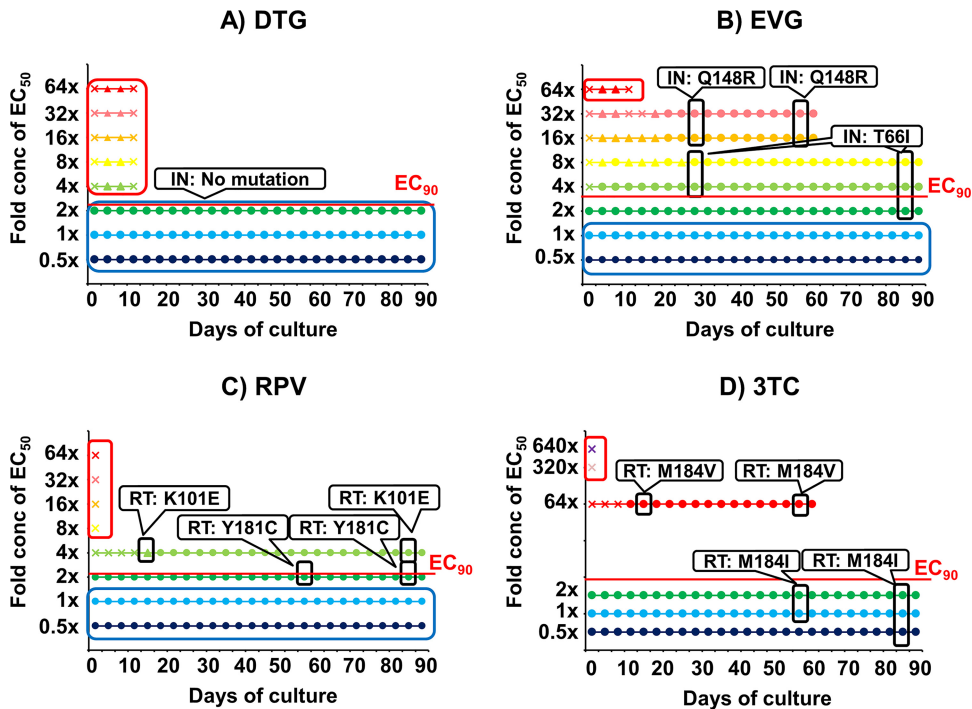 A) DTG
Fold conc of EC50
64x
32x
16x
8x
4x
2x
1x
0.5x
IN: No mutation
EC90
0 10 20 30 40 50 60 70 80 90
Days of culture
B) EVG
Fold conc of EC50
64x
32x
16x
8x
4x
2x
1x
0.5x
IN: Q148R
IN: Q148R
IN: T66I
EC90
0 10 20 30 40 50 60 70 80 90
Days of culture
C) RPV
Fold conc of EC50
64x
32x
16x
8x
4x
2x
1x
0.5x
RT: K101E
RT: K101E
RT: Y181C
RT: Y181C
EC90
0 10 20 30 40 50 60 70 80 90
Days of culture
D) 3TC
Fold conc of EC50
640x
320x
64x
2x
1x
0.5x
RT: M184V
RT: M184V
RT: M184I
RT: M184I
EC90
0 10 20 30 40 50 60 70 80 90
Days of culture